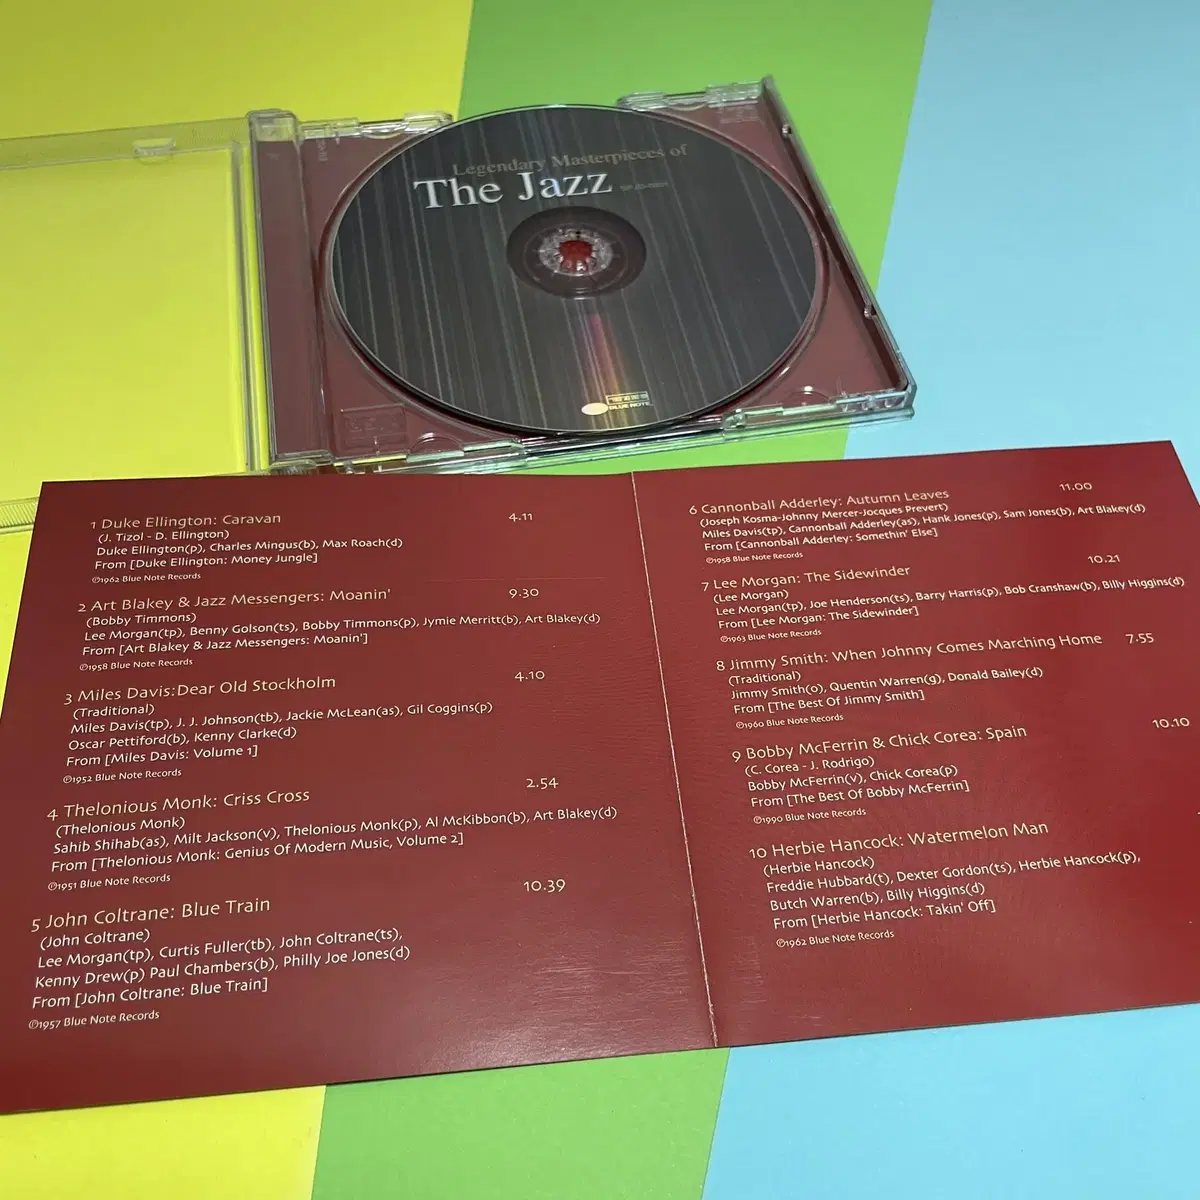 Legendary Masterpieces of
The Jazz
BLUE NOTE
1 Duke Ellington: Caravan 4.11
(J. Tizol - D. Ellington)
Duke Ellington(p), Charles Mingus(b), Max Roach(d)
From [Duke Ellington: Money Jungle]
℗1962 Blue Note Records
2 Art Blakey & Jazz Messengers: Moanin' 9.30
(Bobby Timmons)
Lee Morgan(tp), Benny Golson(ts), Bobby Timmons(p), Jymie Merritt(b), Art Blakey(d)
From [Art Blakey & Jazz Messengers: Moanin']
℗1958 Blue Note Records
3 Miles Davis:Dear Old Stockholm 4.10
(Traditional)
Miles Davis(tp), J. J. Johnson(tb), Jackie McLean(as), Gil Coggins(p)
Oscar Pettiford(b), Kenny Clarke(d)
From [Miles Davis: Volume 1]
℗1952 Blue Note Records
4 Thelonious Monk: Criss Cross 2.54
(Thelonious Monk)
Sahib Shihab(as), Milt Jackson(v), Thelonious Monk(p), Al McKibbon(b), Art Blakey(d)
From [Thelonious Monk: Genius Of Modern Music, Volume 2]
℗1951 Blue Note Records
5 John Coltrane: Blue Train 10.39
(John Coltrane)
Lee Morgan(tp), Curtis Fuller(tb), John Coltrane(ts),
Kenny Drew(p) Paul Chambers(b), Philly Joe Jones(d)
From [John Coltrane: Blue Train]
℗1957 Blue Note Records
6 Cannonball Adderley: Autumn Leaves 11.00
(Joseph Kosma-Johnny Mercer-Jocques Prevert)
Miles Davis(tp), Cannonball Adderley(as), Hank Jones(p), Sam Jones(b), Art Blakey(d)
From [Cannonball Adderley: Somethin' Else]
℗1958 Blue Note Records
7 Lee Morgan: The Sidewinder 10.21
(Lee Morgan)
Lee Morgan(tp), Joe Henderson(ts), Barry Harris(p), Bob Cranshaw(b), Billy Higgins(d)
From [Lee Morgan: The Sidewinder]
℗1963 Blue Note Records
8 Jimmy Smith: When Johnny Comes Marching Home 7.55
(Traditional)
Jimmy Smith(o), Quentin Warren(g), Donald Bailey(d)
From [The Best Of Jimmy Smith]
℗1960 Blue Note Records
9 Bobby McFerrin & Chick Corea: Spain 10.10
(C. Corea - J. Rodrigo)
Bobby McFerrin(v), Chick Corea(p)
From [The Best Of Bobby McFerrin]
℗1990 Blue Note Records
10 Herbie Hancock: Watermelon Man
(Herbie Hancock)
Freddie Hubbard(t), Dexter Gordon(ts), Herbie Hancock(p),
Butch Warren(b), Billy Higgins(d)
From [Herbie Hancock: Takin' Off]
℗1962 Blue Note Records